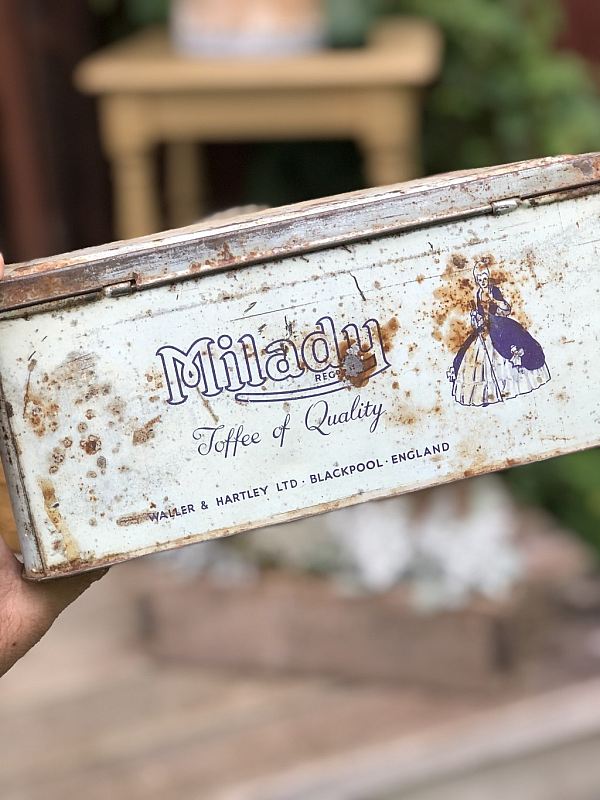 Milady
REGD
Toffee of Quality
WALLER & HARTLEY LTD · BLACKPOOL · ENGLAND